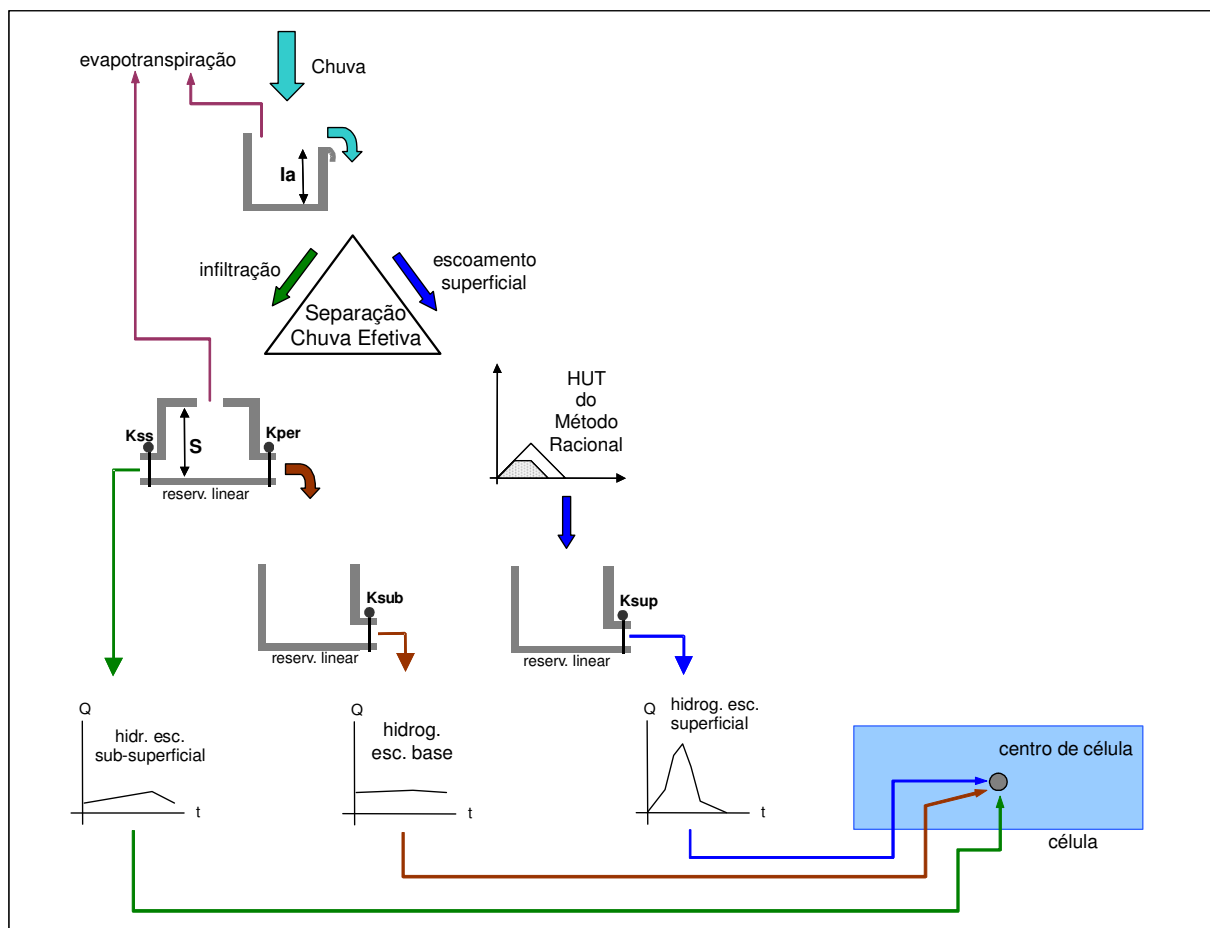 evapotranspiração
Chuva
Ia
infiltração
escoamento
superficial
Separação
Chuva Efetiva
HUT
do
Método
Racional
Kss
S
Kper
reserv. linear
Ksub
reserv. linear
Ksup
reserv. linear
Q
hidr. esc.
sub-superficial
t
Q
hidrog.
esc. base
t
Q
hidrog. esc.
superficial
t
centro de célula
célula